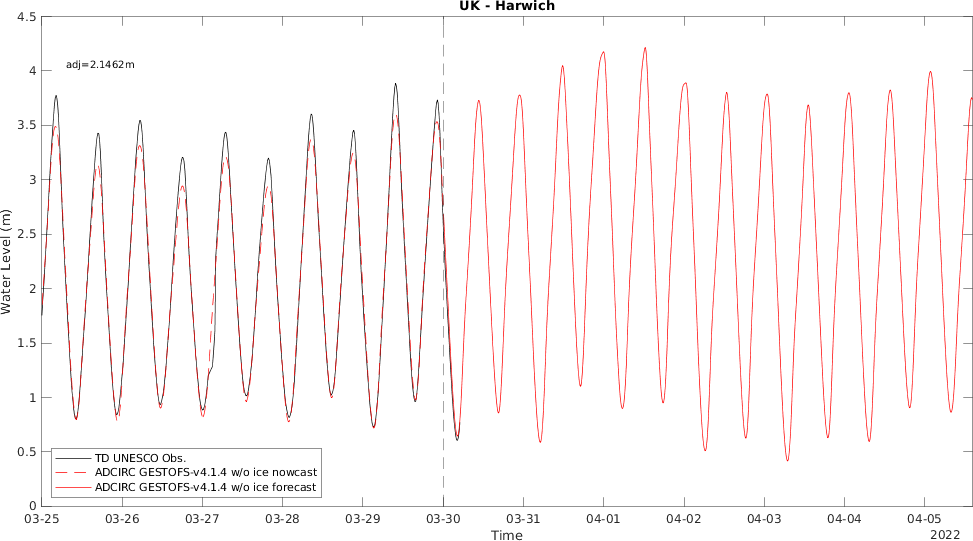 UK - Harwich
4.5
4
3.5
3
2.5
2
1.5
1
0.5
0
Water Level (m)
adj=2.1462m
TD UNESCO Obs.
ADCIRC GESTOFS-v4.1.4 w/o ice nowcast
ADCIRC GESTOFS-v4.1.4 w/o ice forecast
03-25 03-26 03-27 03-28 03-29 03-30 03-31 04-01 04-02 04-03 04-04 04-05
Time
2022